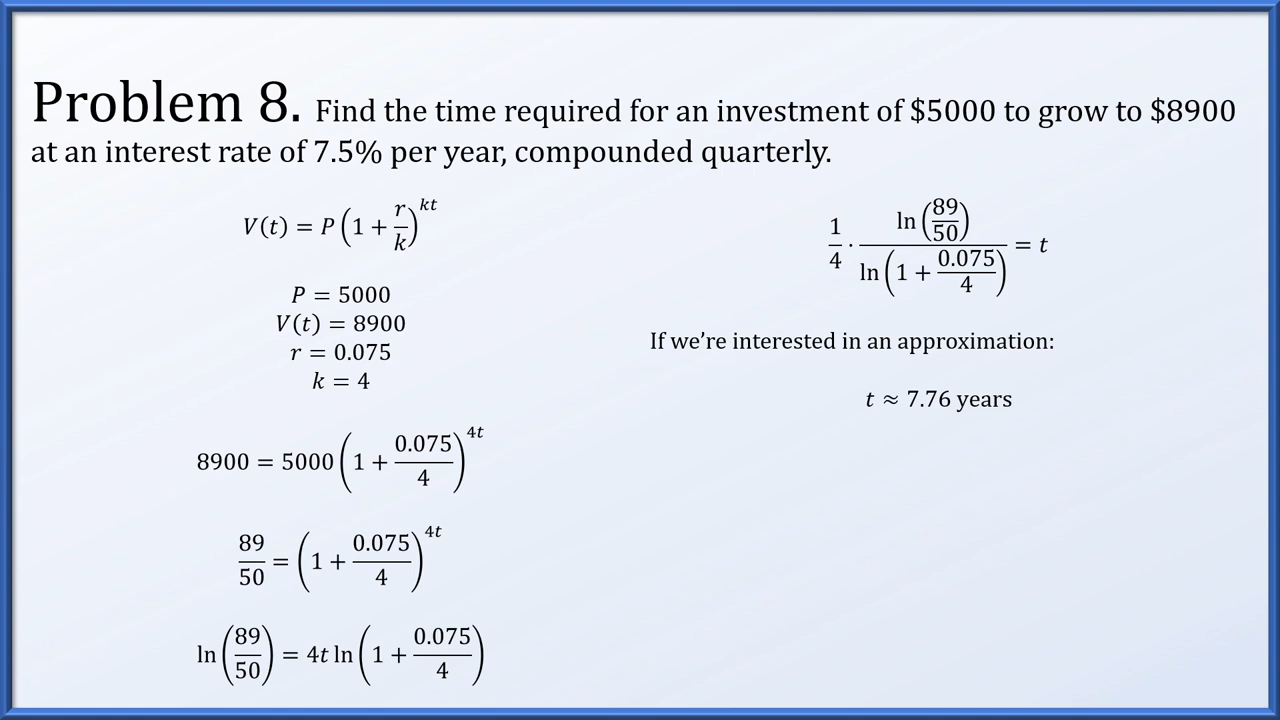 Problem 8. Find the time required for an investment of $5000 to grow to $8900
at an interest rate of 7.5% per year, compounded quarterly.
V(t) = P(1 + r/k)^{kt}
P = 5000
V(t) = 8900
r = 0.075
k = 4
8900 = 5000(1 + 0.075/4)^{4t}
89/50 = (1 + 0.075/4)^{4t}
ln(89/50) = 4t ln(1 + 0.075/4)
1/4 · ln(89/50)/ln(1 + 0.075/4) = t
If we’re interested in an approximation:
t ≈ 7.76 years